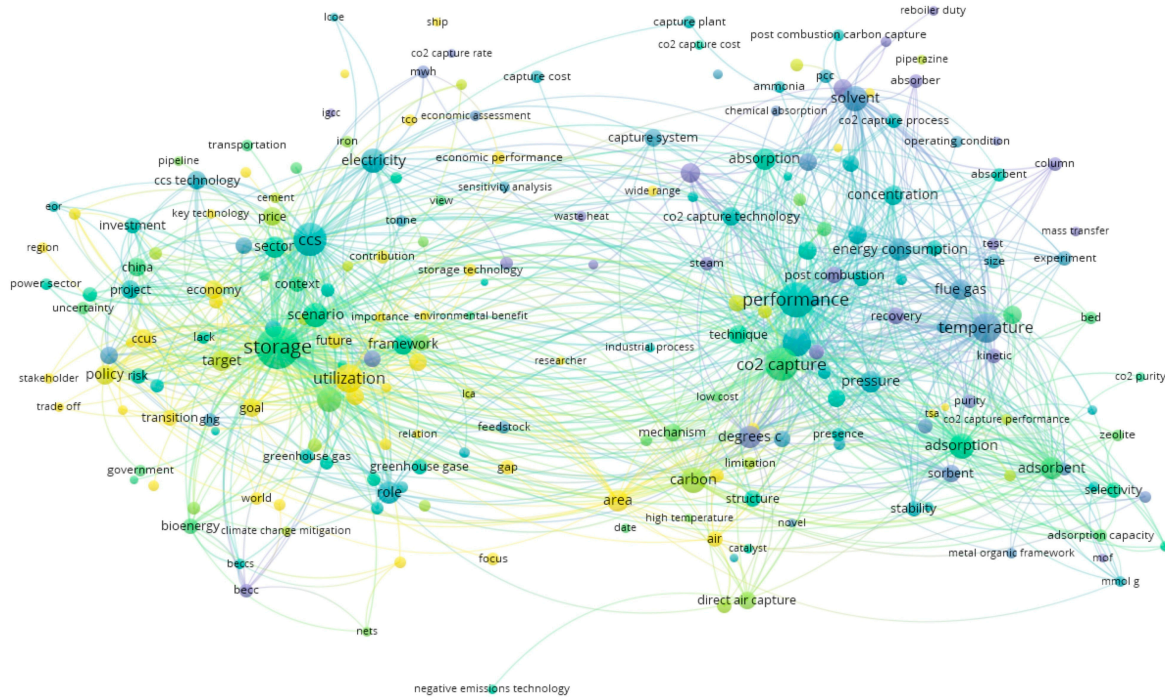 reboiler duty
lcoe
ship
capture plant
post combustion carbon capture
co2 capture cost
co2 capture rate
piperazine
mwh
capture cost
pcc
absorber
ammonia
solvent
igcc
tco
economic assessment
chemical absorption
co2 capture process
iron
capture system
operating condition
transportation
pipeline
electricity
economic performance
absorption
column
ccs technology
absorbent
cement
sensitivity analysis
wide range
concentration
eor
key technology
price
view
investment
tonne
waste heat
co2 capture technology
mass transfer
region
sector
ccs
energy consumption
test
contribution
size
experiment
china
storage technology
steam
post combustion
power sector
project
economy
context
flue gas
performance
uncertainty
scenario
importance
environmental benefit
recovery
bed
temperature
ccus
lack
future
framework
technique
storage
industrial process
kinetic
target
researcher
co2 capture
stakeholder
policy
risk
utilization
pressure
co2 purity
lca
low cost
purity
trade off
transition
ghg
goal
tsa
co2 capture performance
feedstock
mechanism
degrees c
presence
zeolite
relation
adsorption
greenhouse gas
greenhouse gase
gap
limitation
adsorbent
government
sorbent
carbon
selectivity
world
role
area
structure
stability
bioenergy
climate change mitigation
date
high temperature
novel
adsorption capacity
air
catalyst
metal organic framework
mof
beccs
focus
mmol g
becc
direct air capture
nets
negative emissions technology